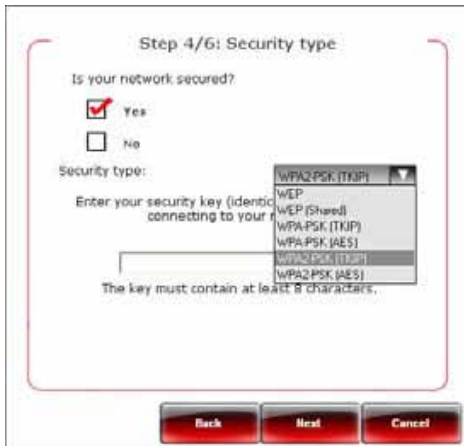 Step 4/6: Security type
Is your network secured?
Yes
No
Security type:
WPA2-PSK (TKIP)
WEP
WEP (Shared)
WPA-PSK (TKIP)
WPA-PSK (AES)
WPA2-PSK (TKIP)
WPA2-PSK (AES)
Enter your security key (identic
connecting to your
The key must contain at least 8 characters.
Back Next Cancel